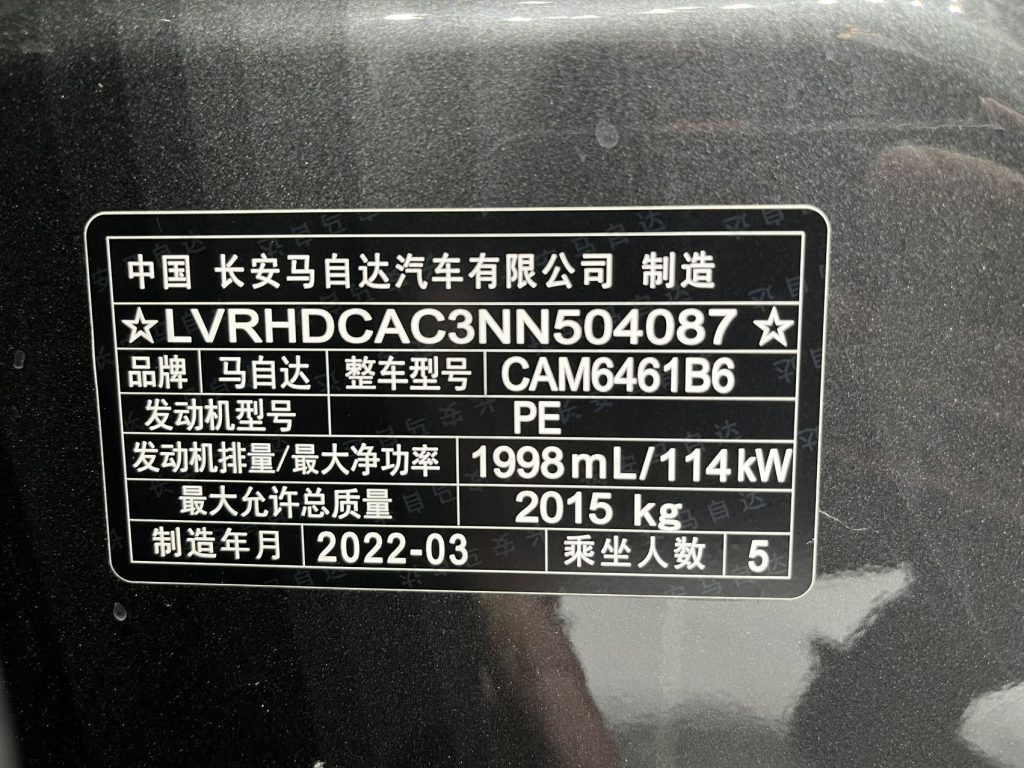 中国 长安马自达汽车有限公司 制造
☆LVRHDCAC3NN504087☆
品牌 马自达 整车型号 CAM6461B6
发动机型号 PE
发动机排量/最大净功率 1998mL/114kW
最大允许总质量 2015 kg
制造年月 2022-03 乘坐人数 5